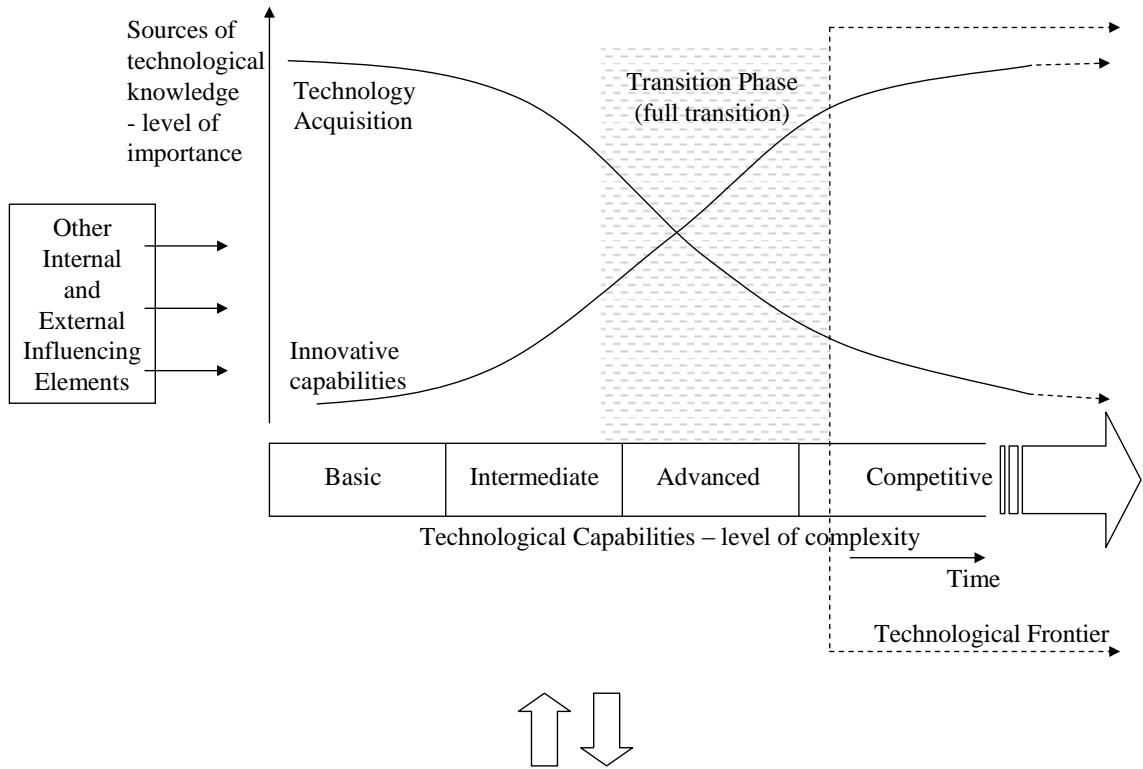 Sources of
technological
knowledge
- level of
importance
Technology
Acquisition
Transition Phase
(full transition)
Other
Internal
and
External
Influencing
Elements
Innovative
capabilities
Basic
Intermediate
Advanced
Competitive
Technological Capabilities – level of complexity
Time
Technological Frontier